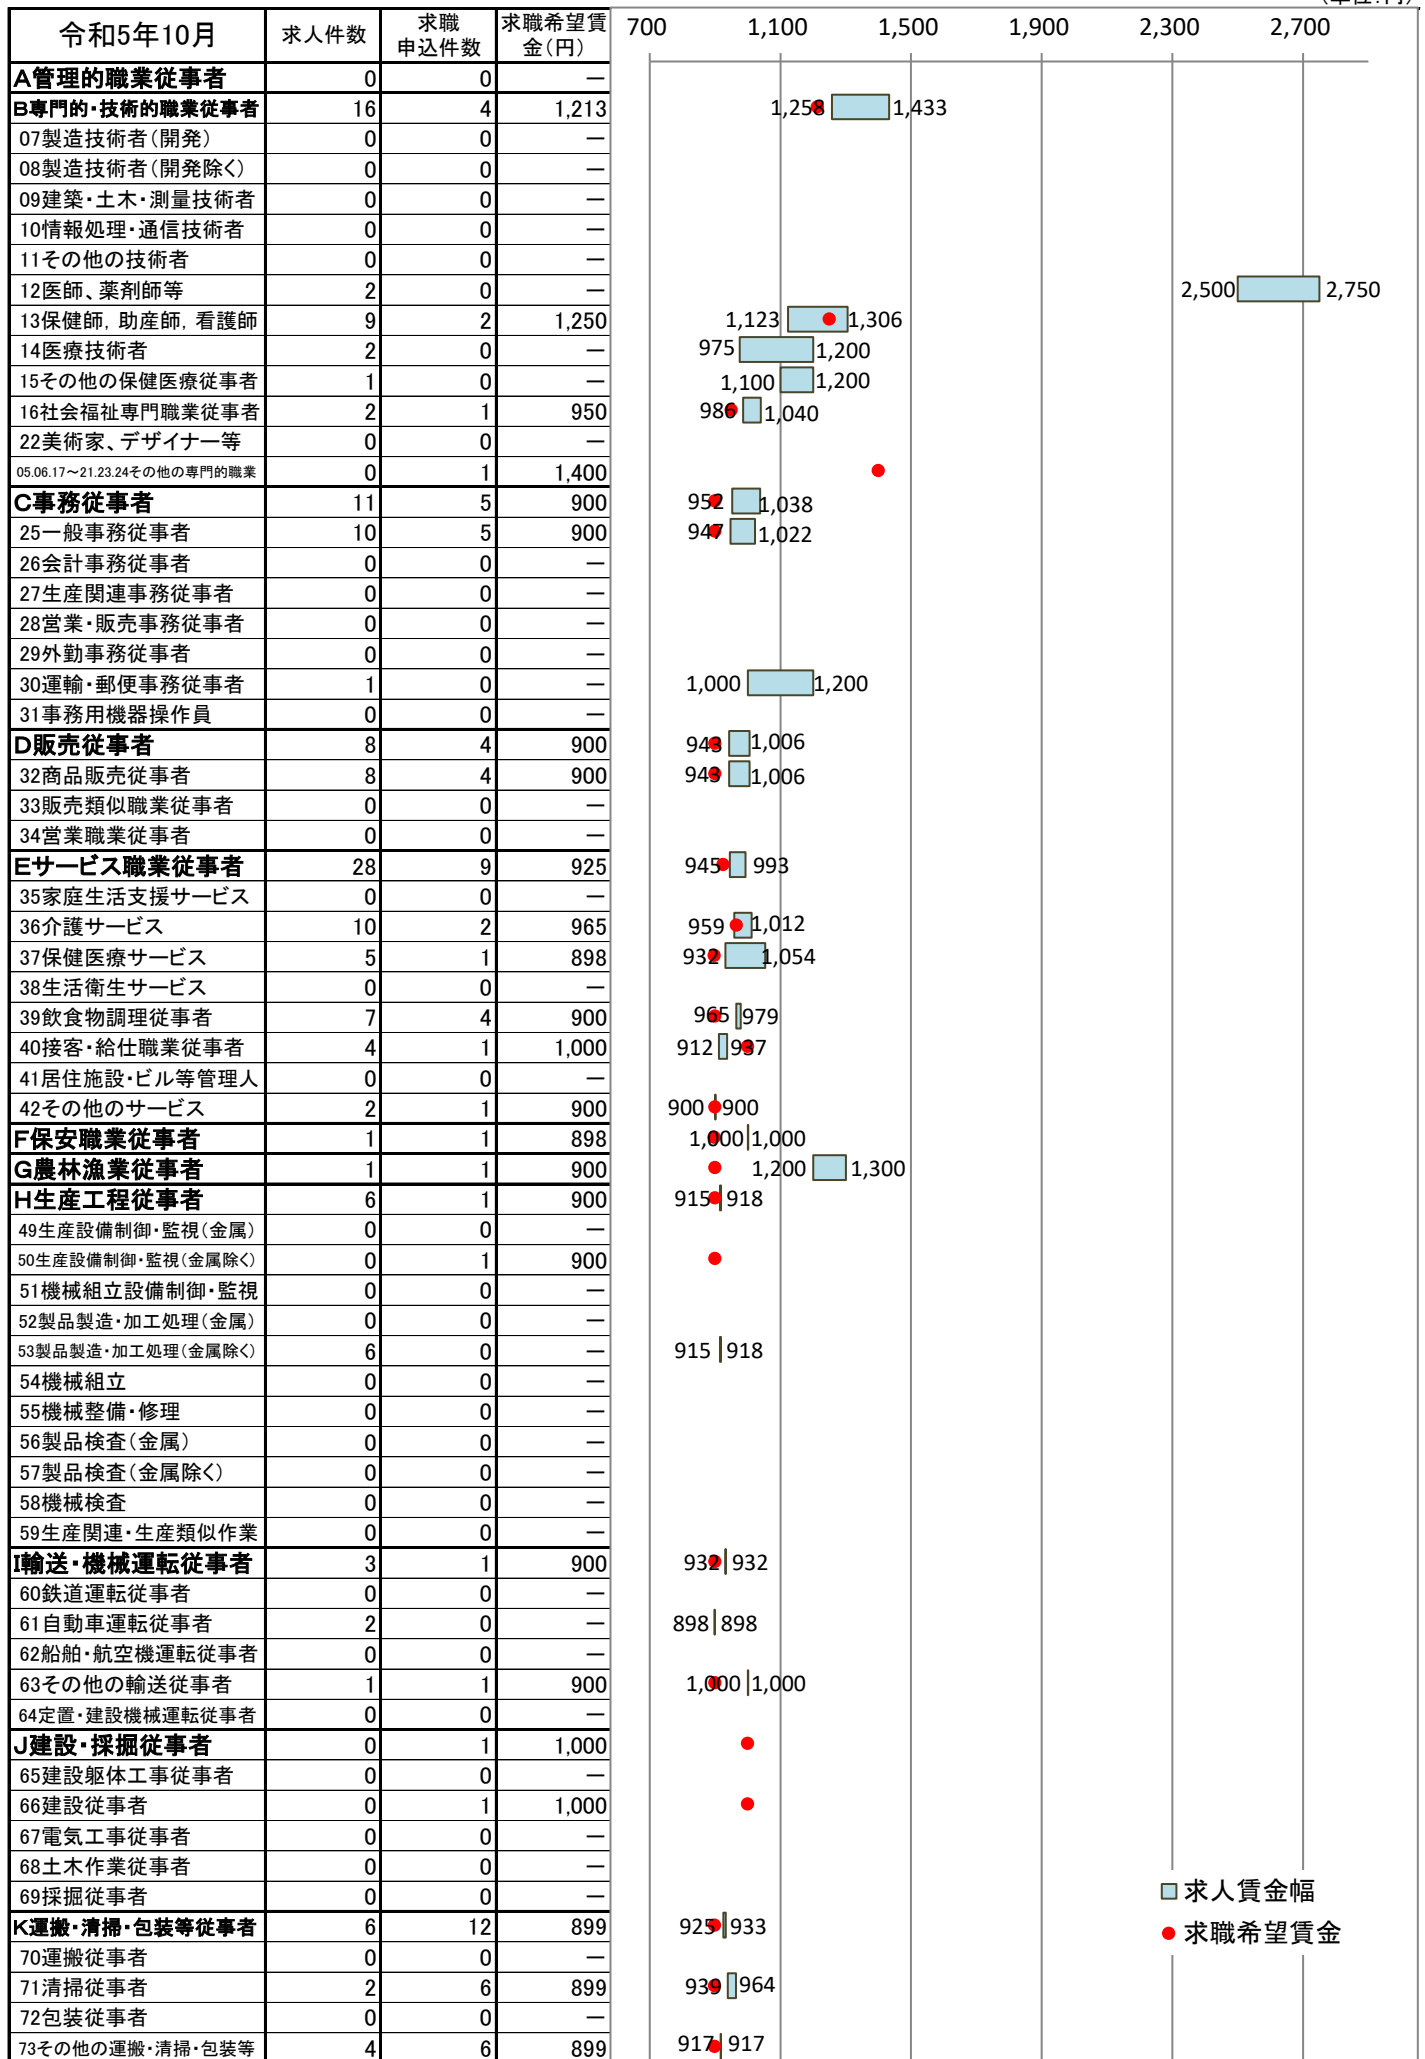 令和5年10月 求人件数 求職申込件数 求職希望賃金(円) 700 1,100 1,500 1,900 2,300 2,700
A管理的職業従事者 0 0 ―
B専門的・技術的職業従事者 16 4 1,213 1,258 1,433
07製造技術者(開発) 0 0 ―
08製造技術者(開発除く) 0 0 ―
09建築・土木・測量技術者 0 0 ―
10情報処理・通信技術者 0 0 ―
11その他の技術者 0 0 ―
12医師、薬剤師等 2 0 ― 2,500 2,750
13保健師,助産師,看護師 9 2 1,250 1,123 1,306
14医療技術者 2 0 ― 975 1,200
15その他の保健医療従事者 1 0 ― 1,100 1,200
16社会福祉専門職業従事者 2 1 950 986 1,040
22美術家、デザイナー等 0 0 ―
05.06.17～21.23.24その他の専門的職業 0 1 1,400
C事務従事者 11 5 900 952 1,038
25一般事務従事者 10 5 900 947 1,022
26会計事務従事者 0 0 ―
27生産関連事務従事者 0 0 ―
28営業・販売事務従事者 0 0 ―
29外勤事務従事者 0 0 ―
30運輸・郵便事務従事者 1 0 ― 1,000 1,200
31事務用機器操作員 0 0 ―
D販売従事者 8 4 900 943 1,006
32商品販売従事者 8 4 900 943 1,006
33販売類似職業従事者 0 0 ―
34営業職業従事者 0 0 ―
Eサービス職業従事者 28 9 925 945 993
35家庭生活支援サービス 0 0 ―
36介護サービス 10 2 965 959 1,012
37保健医療サービス 5 1 898 932 1,054
38生活衛生サービス 0 0 ―
39飲食物調理従事者 7 4 900 965 979
40接客・給仕職業従事者 4 1 1,000 912 937
41居住施設・ビル等管理人 0 0 ―
42その他のサービス 2 1 900 900 900
F保安職業従事者 1 1 898 1,000 1,000
G農林漁業従事者 1 1 900 1,200 1,300
H生産工程従事者 6 1 900 915 918
49生産設備制御・監視(金属) 0 0 ―
50生産設備制御・監視(金属除く) 0 1 900
51機械組立設備制御・監視 0 0 ―
52製品製造・加工処理(金属) 0 0 ―
53製品製造・加工処理(金属除く) 6 0 ― 915 918
54機械組立 0 0 ―
55機械整備・修理 0 0 ―
56製品検査(金属) 0 0 ―
57製品検査(金属除く) 0 0 ―
58機械検査 0 0 ―
59生産関連・生産類似作業 0 0 ―
I輸送・機械運転従事者 3 1 900 932 932
60鉄道運転従事者 0 0 ―
61自動車運転従事者 2 0 ― 898 898
62船舶・航空機運転従事者 0 0 ―
63その他の輸送従事者 1 1 900 1,000 1,000
64定置・建設機械運転従事者 0 0 ―
J建設・採掘従事者 0 1 1,000
65建設躯体工事従事者 0 0 ―
66建設従事者 0 1 1,000
67電気工事従事者 0 0 ―
68土木作業従事者 0 0 ―
69採掘従事者 0 0 ―
求人賃金幅
K運搬・清掃・包装等従事者 6 12 899 925 933
求職希望賃金
70運搬従事者 0 0 ―
71清掃従事者 2 6 899 939 964
72包装従事者 0 0 ―
73その他の運搬・清掃・包装等 4 6 899 917 917